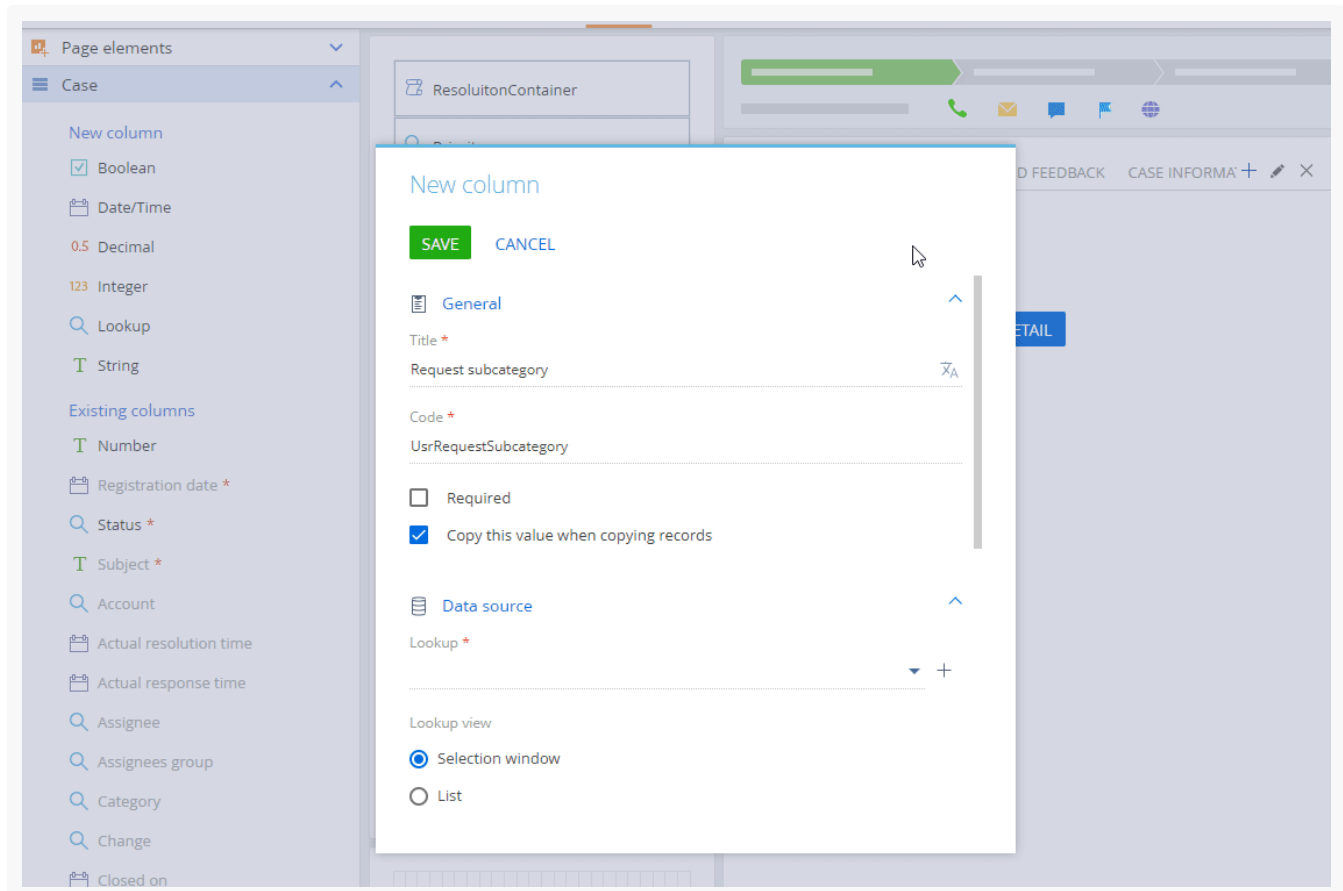 Page elements
Case
New column
Boolean
Date/Time
0.5 Decimal
123 Integer
Lookup
T String
Existing columns
T Number
Registration date *
Status *
T Subject *
Account
Actual resolution time
Actual response time
Assignee
Assignees group
Category
Change
Closed on
ResoluitonContainer
D FEEDBACK
CASE INFORMA
ETAIL
New column
SAVE
CANCEL
General
Title *
Request subcategory
Code *
UsrRequestSubcategory
Required
Copy this value when copying records
Data source
Lookup *
Lookup view
Selection window
List